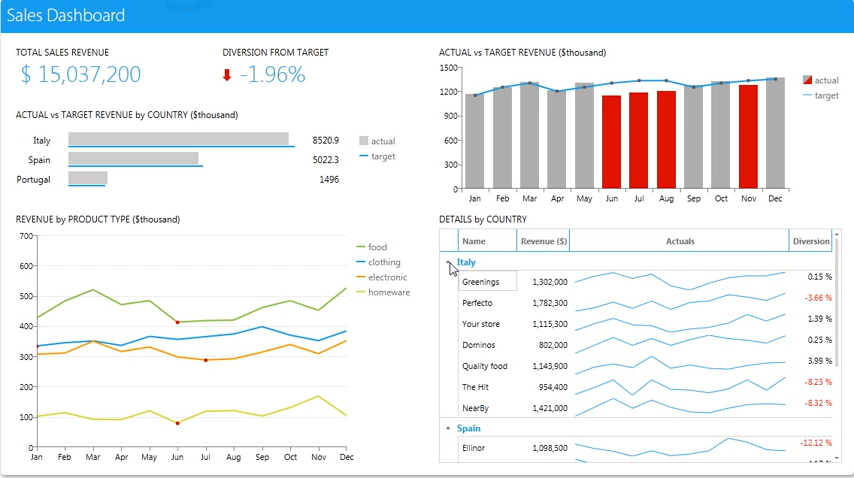 Sales Dashboard
TOTAL SALES REVENUE
$ 15,037,200
DIVERSION FROM TARGET
-1.96%
ACTUAL vs TARGET REVENUE by COUNTRY ($thousand)
Italy 8520.9
Spain 5022.3
Portugal 1496
actual
target
ACTUAL vs TARGET REVENUE ($thousand)
1500
1200
900
600
300
0
Jan Feb Mar Apr May Jun Jul Aug Sep Oct Nov Dec
actual
target
REVENUE by PRODUCT TYPE ($thousand)
700
600
500
400
300
200
100
0
Jan Feb Mar Apr May Jun Jul Aug Sep Oct Nov Dec
food
clothing
electronic
homeware
DETAILS by COUNTRY
Name Revenue ($) Actuals Diversion
Italy
Greenings 1,302,000 0.15 %
Perfecto 1,782,300 -3.66 %
Your store 1,115,300 1.39 %
Dominos 802,000 0.25 %
Quality food 1,143,900 3.99 %
The Hit 954,400 -8.23 %
NearBy 1,421,000 -8.32 %
Spain
Ellinor 1,098,500 -12.12 %